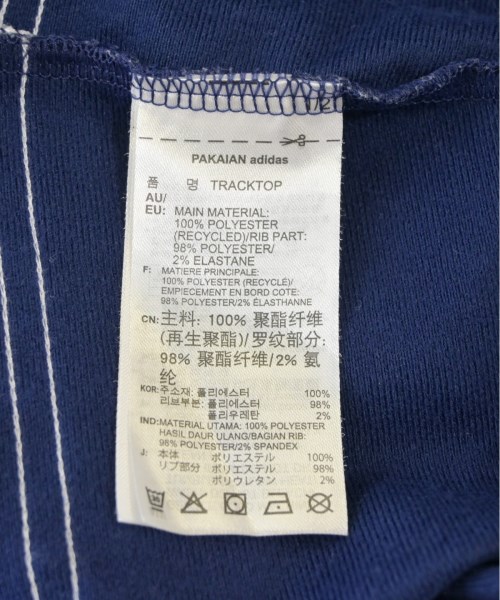 1/2
PAKAIAN adidas
품 명 TRACKTOP
AU/
EU: MAIN MATERIAL:
100% POLYESTER
(RECYCLED)/RIB PART:
98% POLYESTER/
2% ELASTANE
F: MATIERE PRINCIPALE:
100% POLYESTER (RECYCLÉ)/
EMPIECEMENT EN BORD COTE:
98% POLYESTER/2% ÉLASTHANNE
CN: 主料: 100% 聚酯纤维
(再生聚酯)/罗纹部分:
98% 聚酯纤维/2% 氨
纶
KOR: 주소재: 폴리에스터 100%
리브부분: 폴리에스터 98%
폴리우레탄 2%
IND: MATERIAL UTAMA: 100% POLYESTER
HASIL DAUR ULANG/BAGIAN RIB:
98% POLYESTER/2% SPANDEX
J: 本体 ポリエステル 100%
リブ部分 ポリエステル 98%
ポリウレタン 2%